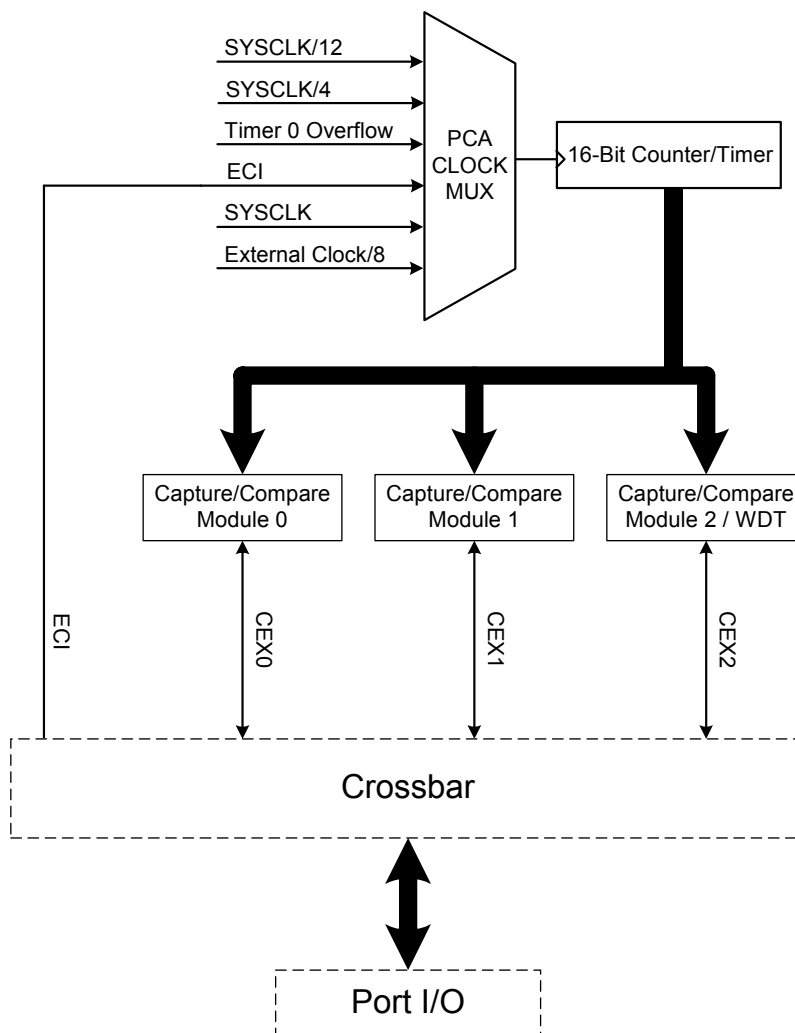 SYSCLK/12
SYSCLK/4
Timer 0 Overflow
ECI
SYSCLK
External Clock/8
PCA
CLOCK
MUX
16-Bit Counter/Timer
Capture/Compare
Module 0
Capture/Compare
Module 1
Capture/Compare
Module 2 / WDT
ECI
CEX0
CEX1
CEX2
Crossbar
Port I/O